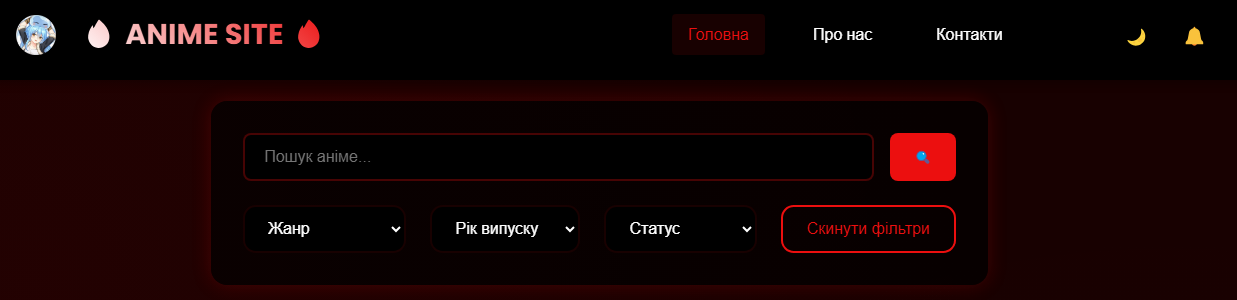 ANIME SITE
Головна Про нас Контакти
Пошук аніме...
Жанр Рік випуску Статус Скинути фільтри